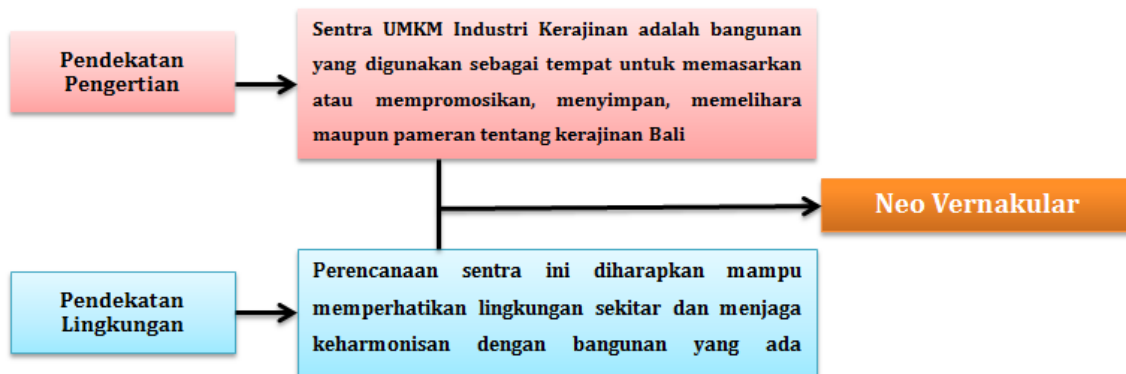 Pendekatan
Pengertian
Sentra UMKM Industri Kerajinan adalah bangunan
yang digunakan sebagai tempat untuk memasarkan
atau mempromosikan, menyimpan, memelihara
maupun pameran tentang kerajinan Bali
Neo Vernakular
Pendekatan
Lingkungan
Perencanaan sentra ini diharapkan mampu
memperhatikan lingkungan sekitar dan menjaga
keharmonisan dengan bangunan yang ada